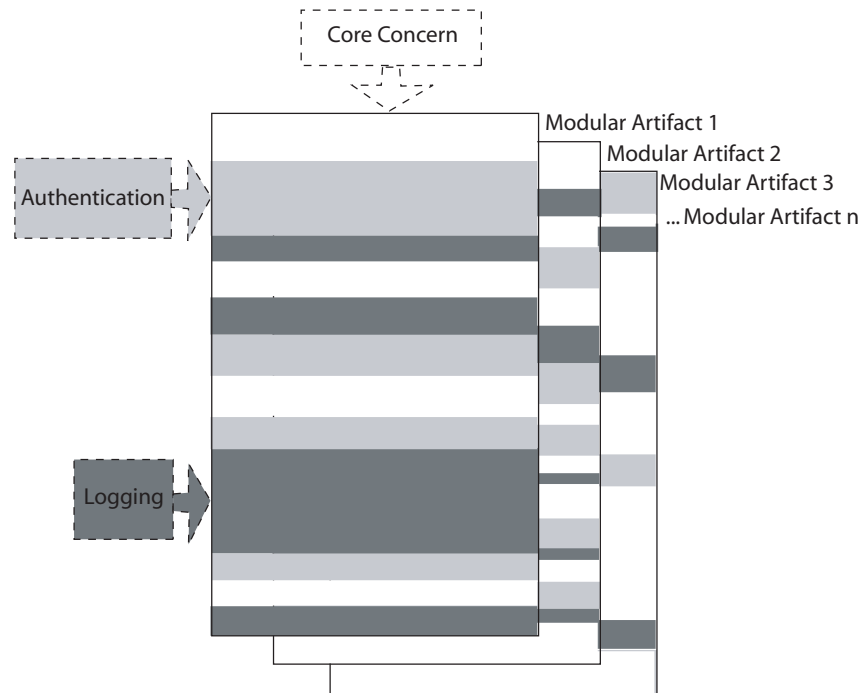 Core Concern
Modular Artifact 1
Modular Artifact 2
Modular Artifact 3
... Modular Artifact n
Authentication
Logging